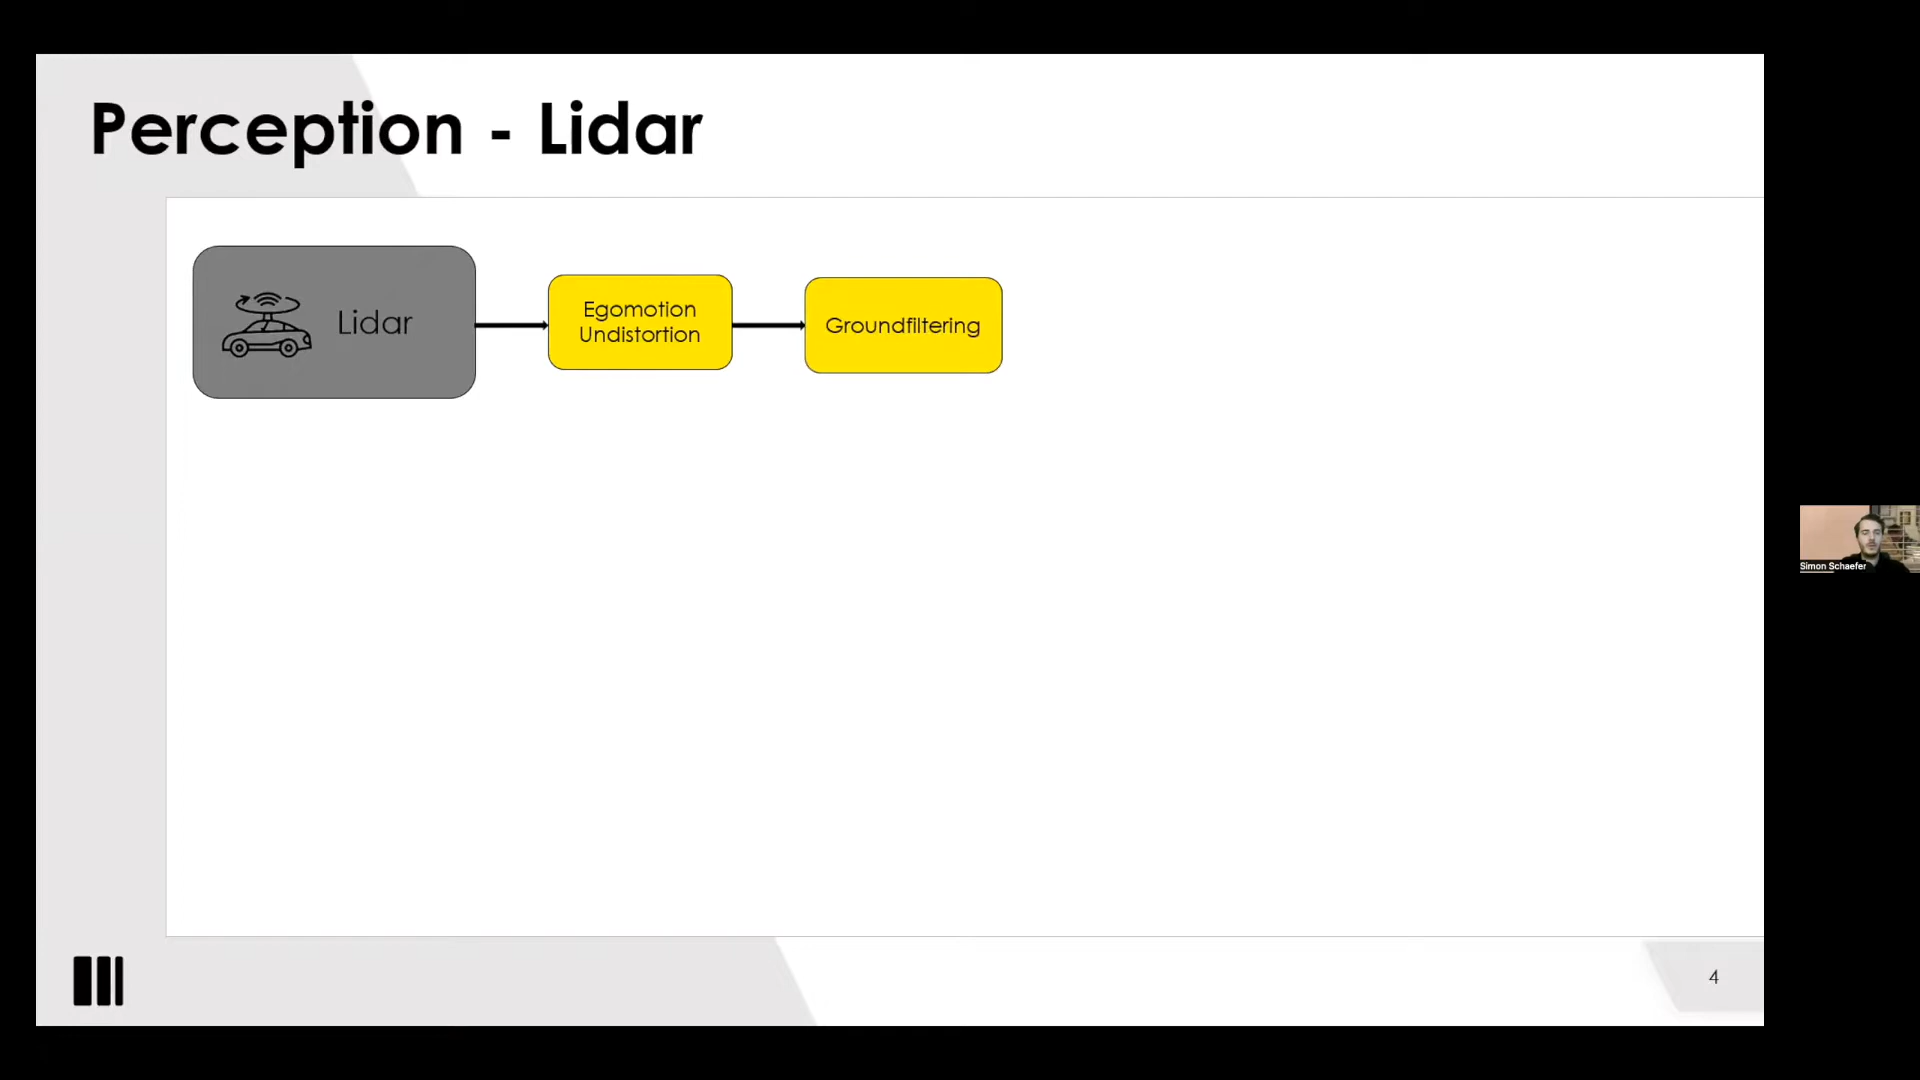 Perception - Lidar
Lidar
Egomotion
Undistortion
Groundfiltering
Simon Schaefer
4